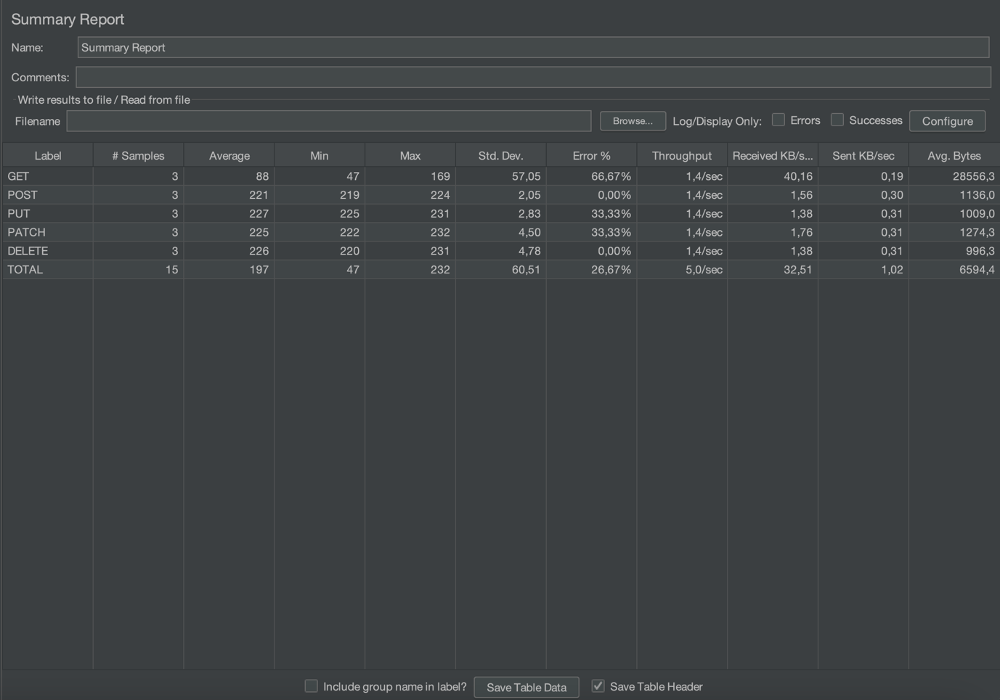 Summary Report
Name: Summary Report
Comments:
Write results to file / Read from file
Filename Browse... Log/Display Only: Errors Successes Configure
Label # Samples Average Min Max Std. Dev. Error % Throughput Received KB/s... Sent KB/sec Avg. Bytes
GET 3 88 47 169 57,05 66,67% 1,4/sec 40,16 0,19 28556,3
POST 3 221 219 224 2,05 0,00% 1,4/sec 1,56 0,30 1136,0
PUT 3 227 225 231 2,83 33,33% 1,4/sec 1,38 0,31 1009,0
PATCH 3 225 222 232 4,50 33,33% 1,4/sec 1,76 0,31 1274,3
DELETE 3 226 220 231 4,78 0,00% 1,4/sec 1,38 0,31 996,3
TOTAL 15 197 47 232 60,51 26,67% 5,0/sec 32,51 1,02 6594,4
Include group name in label? Save Table Data Save Table Header